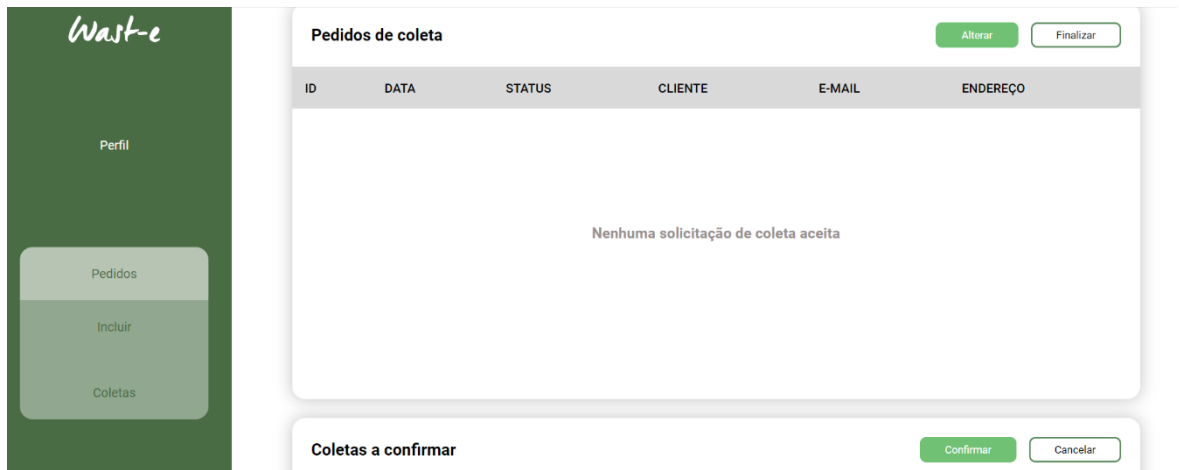 Wast-e
Perfil
Pedidos
Incluir
Coletas
Pedidos de coleta
Alterar
Finalizar
ID DATA STATUS CLIENTE E-MAIL ENDEREÇO
Nenhuma solicitação de coleta aceita
Coletas a confirmar
Confirmar
Cancelar